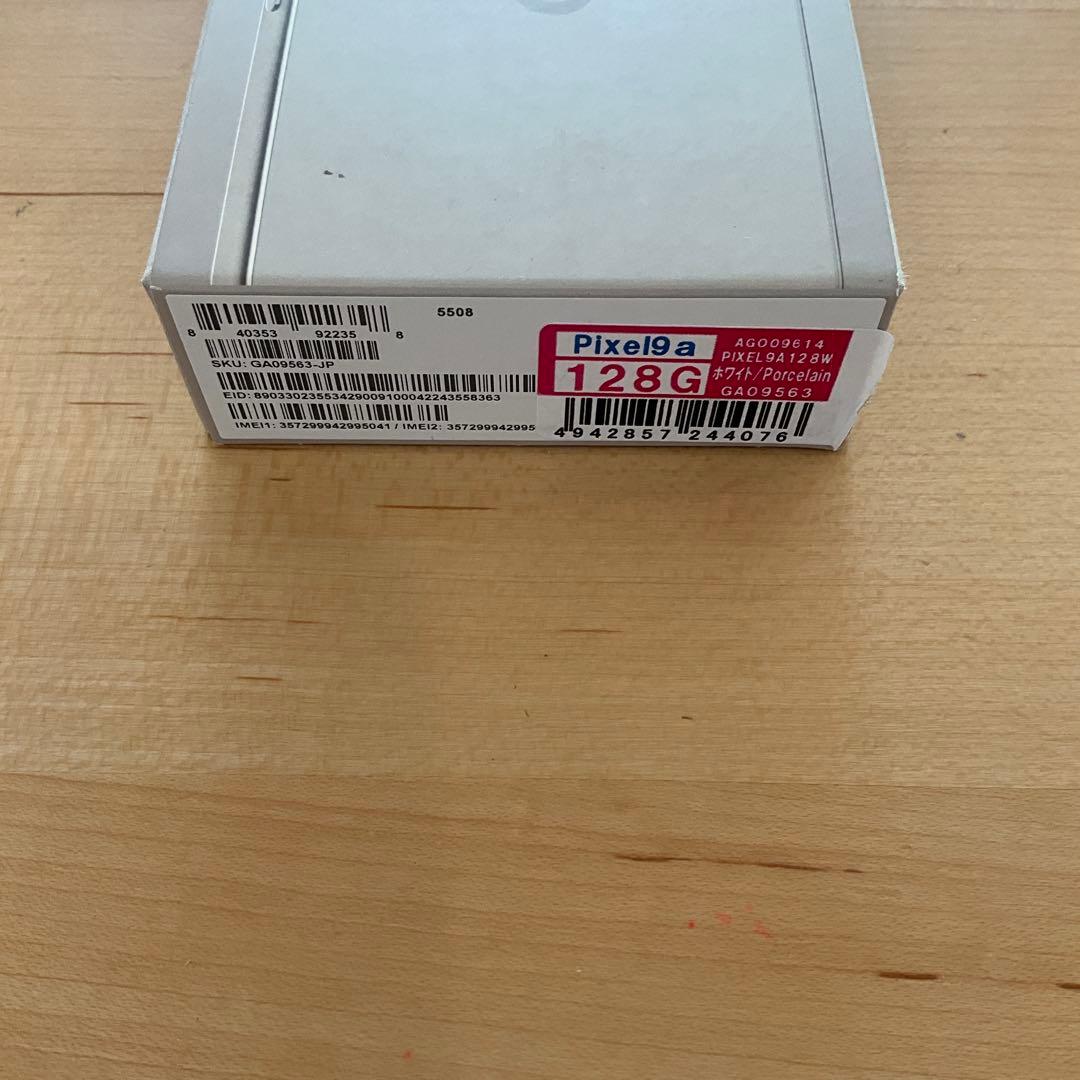 5508
8 40353 92235 8
SKU: GA09563-JP
EID: 89033023553429009100042243558363
IMEI1: 357299942995041 / IMEI2: 357299942995
Pixel9a
128G
AGO09614
PIXEL9A128W
ホワイト/Porcelain
GA09563
4942857 244076